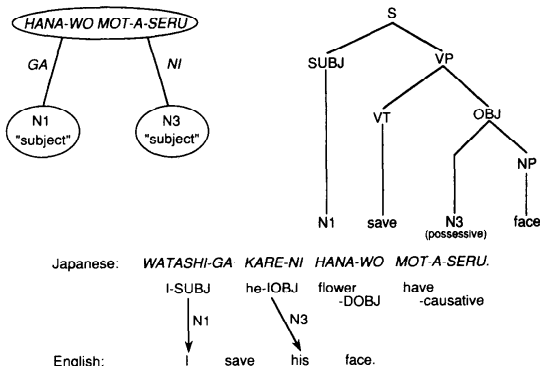 HANA-WO MOT-A-SERU
GA NI
N1 N3
"subject" "subject"
S
SUBJ VP
VT OBJ
NP
N1 save N3 face
(possessive)
Japanese: WATASHI-GA KARE-NI HANA-WO MOT-A-SERU.
I-SUBJ he-IOBJ flower have
-DOBJ -causative
N1 N3
English: I save his face.